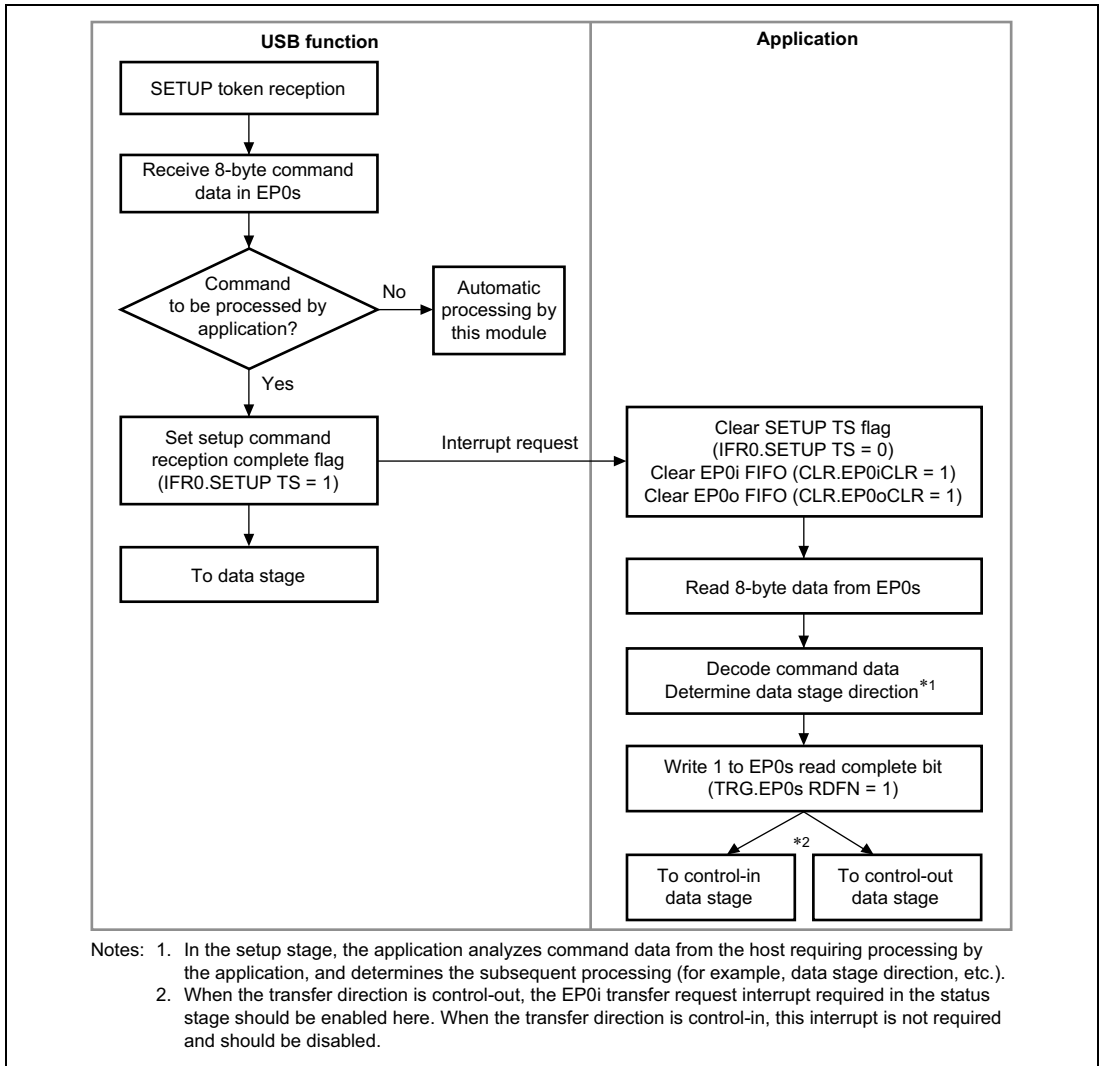 USB function
Application
SETUP token reception
Receive 8-byte command
data in EP0s
Command
to be processed by
application?
No
Automatic
processing by
this module
Yes
Set setup command
reception complete flag
(IFR0.SETUP TS = 1)
Interrupt request
To data stage
Clear SETUP TS flag
(IFR0.SETUP TS = 0)
Clear EP0i FIFO (CLR.EP0iCLR = 1)
Clear EP0o FIFO (CLR.EP0oCLR = 1)
Read 8-byte data from EP0s
Decode command data
Determine data stage direction*1
Write 1 to EP0s read complete bit
(TRG.EP0s RDFN = 1)
*2
To control-in
data stage
To control-out
data stage
Notes: 1. In the setup stage, the application analyzes command data from the host requiring processing by
the application, and determines the subsequent processing (for example, data stage direction, etc.).
2. When the transfer direction is control-out, the EP0i transfer request interrupt required in the status
stage should be enabled here. When the transfer direction is control-in, this interrupt is not required
and should be disabled.